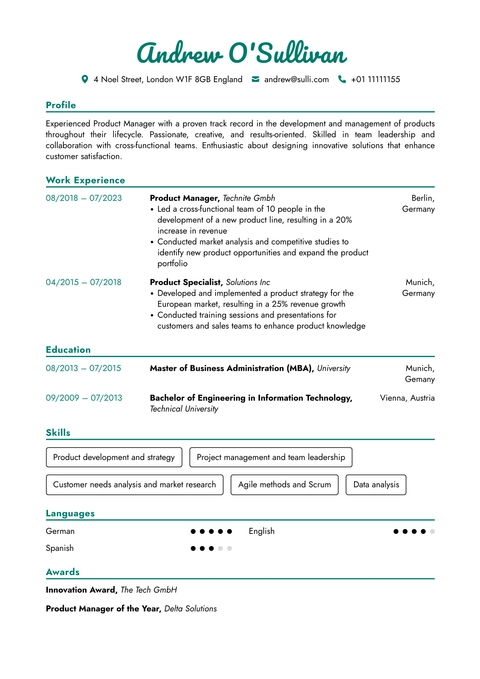 Andrew O'Sullivan
4 Noel Street, London W1F 8GB England andrew@sulli.com +01 11111155
Profile
Experienced Product Manager with a proven track record in the development and management of products
throughout their lifecycle. Passionate, creative, and results-oriented. Skilled in team leadership and
collaboration with cross-functional teams. Enthusiastic about designing innovative solutions that enhance
customer satisfaction.
Work Experience
08/2018 – 07/2023
Product Manager, Technite Gmbh
• Led a cross-functional team of 10 people in the
development of a new product line, resulting in a 20%
increase in revenue
• Conducted market analysis and competitive studies to
identify new product opportunities and expand the product
portfolio
Berlin,
Germany
04/2015 – 07/2018
Product Specialist, Solutions Inc
• Developed and implemented a product strategy for the
European market, resulting in a 25% revenue growth
• Conducted training sessions and presentations for
customers and sales teams to enhance product knowledge
Munich,
Germany
Education
08/2013 – 07/2015
Master of Business Administration (MBA), University
Munich,
Gemany
09/2009 – 07/2013
Bachelor of Engineering in Information Technology,
Technical University
Vienna, Austria
Skills
Product development and strategy
Project management and team leadership
Customer needs analysis and market research
Agile methods and Scrum
Data analysis
Languages
German
English
Spanish
Awards
Innovation Award, The Tech GmbH
Product Manager of the Year, Delta Solutions